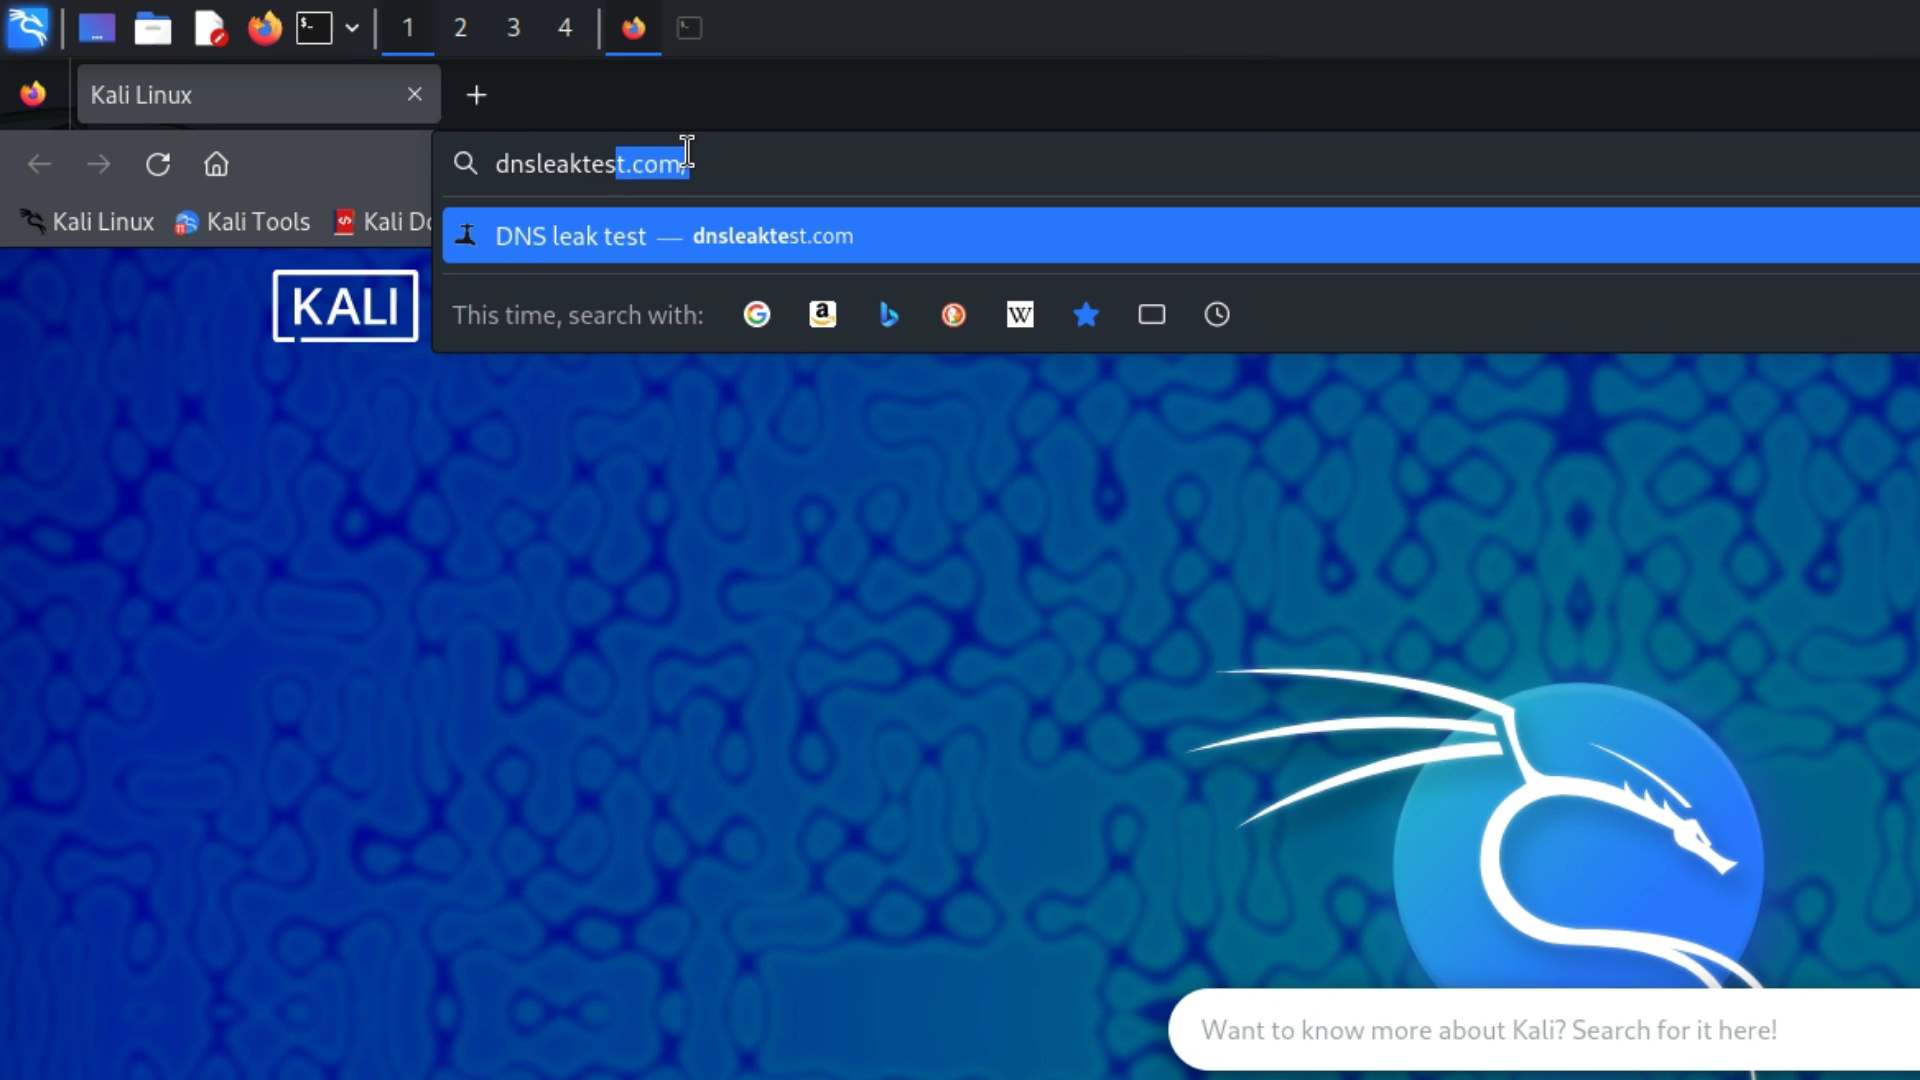 1 2 3 4
Kali Linux
dnsleaktest.com/
Kali Linux Kali Tools Kali Do
DNS leak test — dnsleaktest.com
KALI
This time, search with:
Want to know more about Kali? Search for it here!